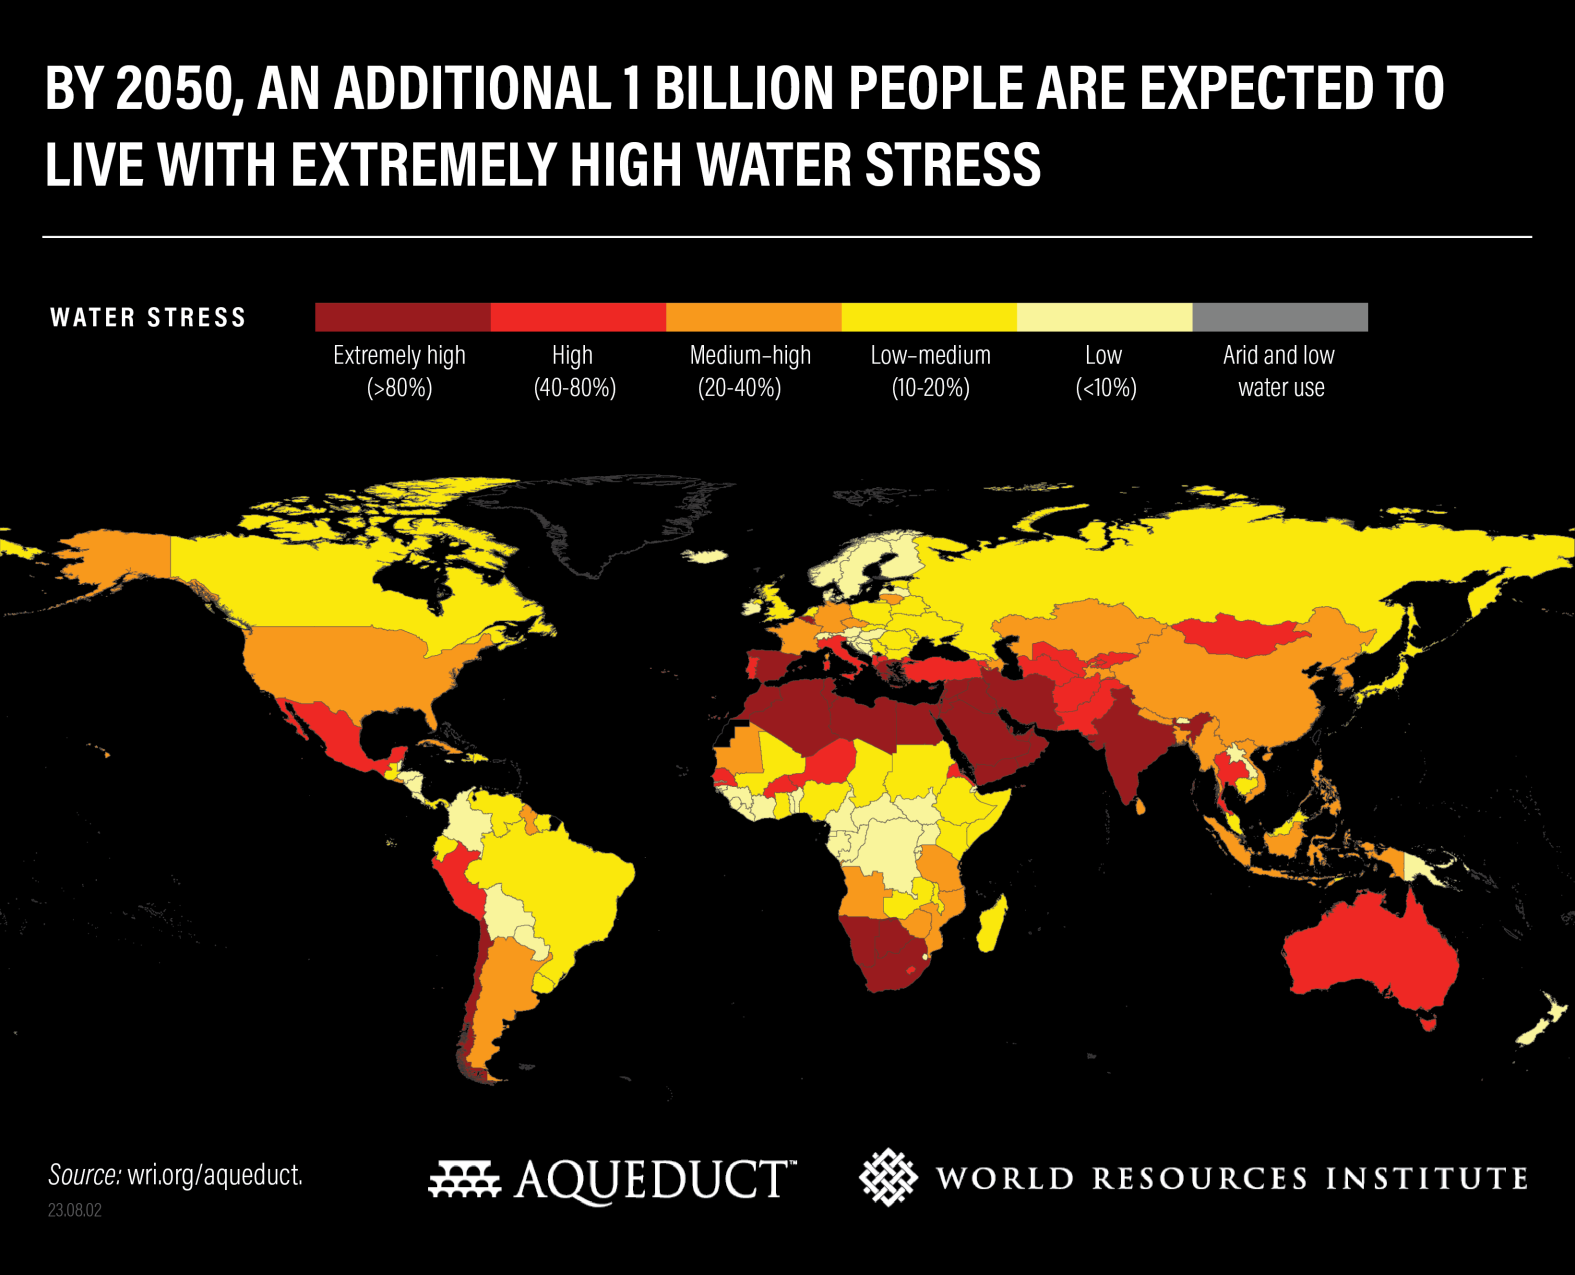 BY 2050, AN ADDITIONAL 1 BILLION PEOPLE ARE EXPECTED TO
LIVE WITH EXTREMELY HIGH WATER STRESS
WATER STRESS
Extremely high
(>80%)
High
(40-80%)
Medium–high
(20-40%)
Low–medium
(10-20%)
Low
(<10%)
Arid and low
water use
Source: wri.org/aqueduct.
23.08.02
AQUEDUCT™
WORLD RESOURCES INSTITUTE